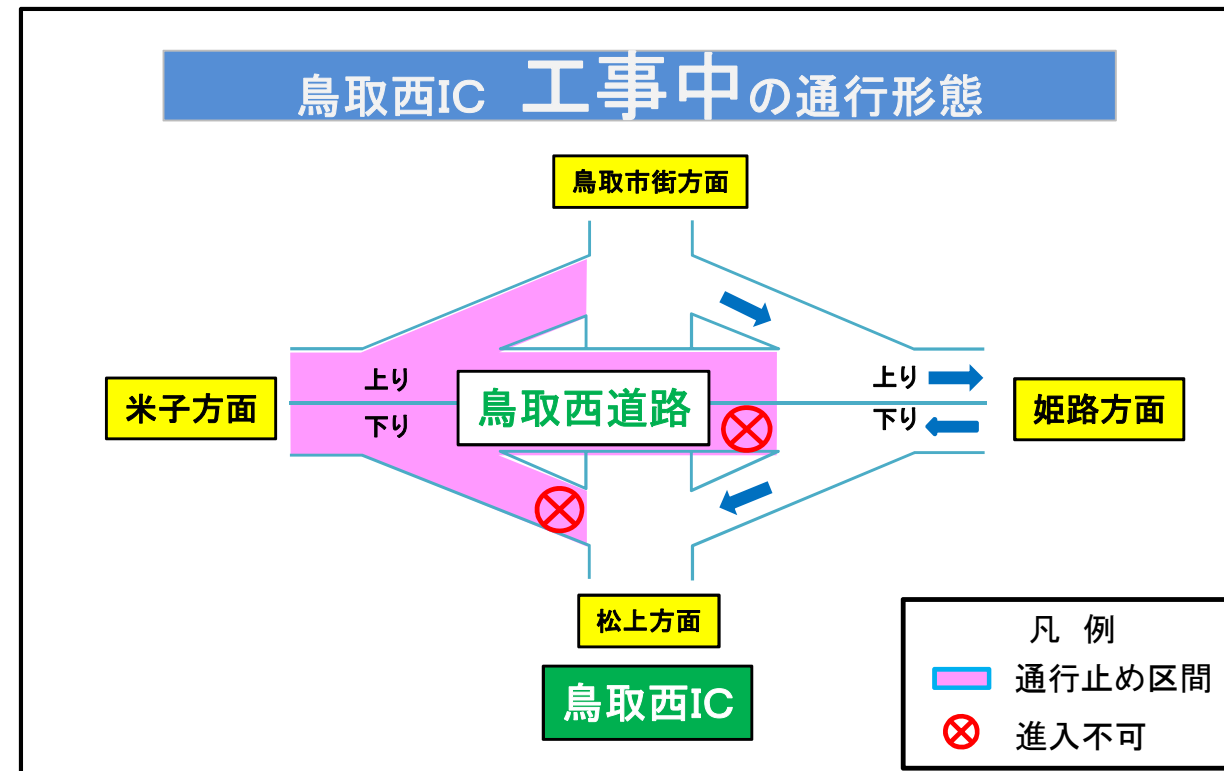 鳥取西IC 工事中の通行形態
鳥取市街方面
米子方面
上り
下り
鳥取西道路
上り
下り
姫路方面
松上方面
鳥取西IC
凡 例
通行止め区間
進入不可